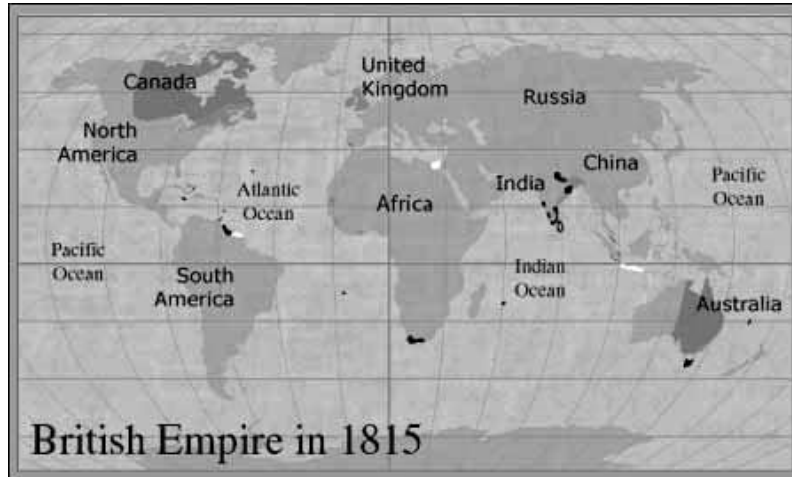 United
Kingdom
Canada
Russia
North
America
China
India
Pacific
Ocean
Atlantic
Ocean
Africa
Pacific
Ocean
South
America
Indian
Ocean
Australia
British Empire in 1815